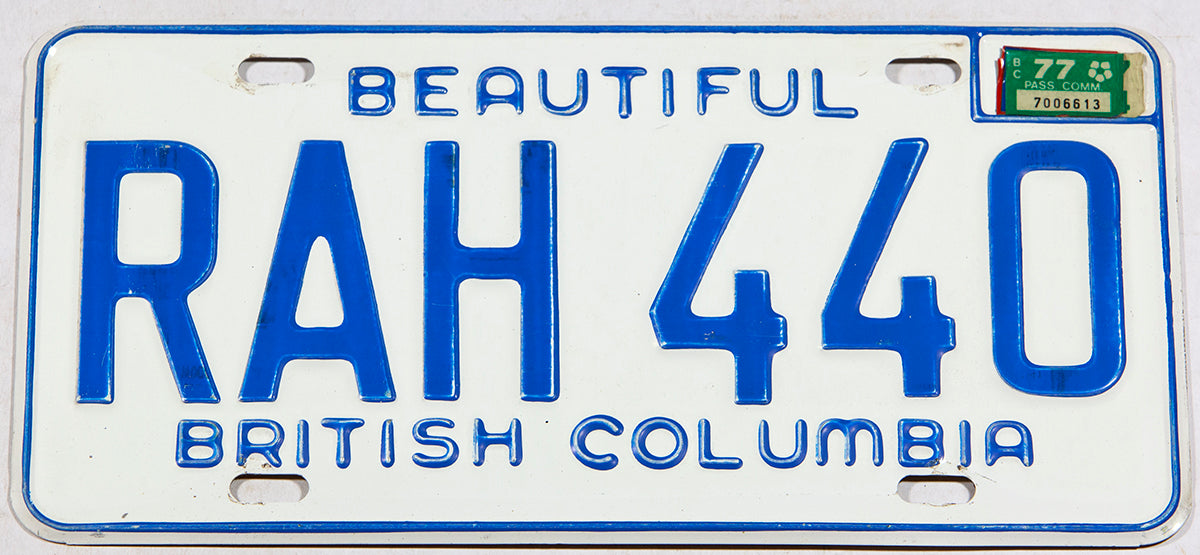 BEAUTIFUL
BC 77
PASS COMM.
7006613
RAH 440
BRITISH COLUMBIA